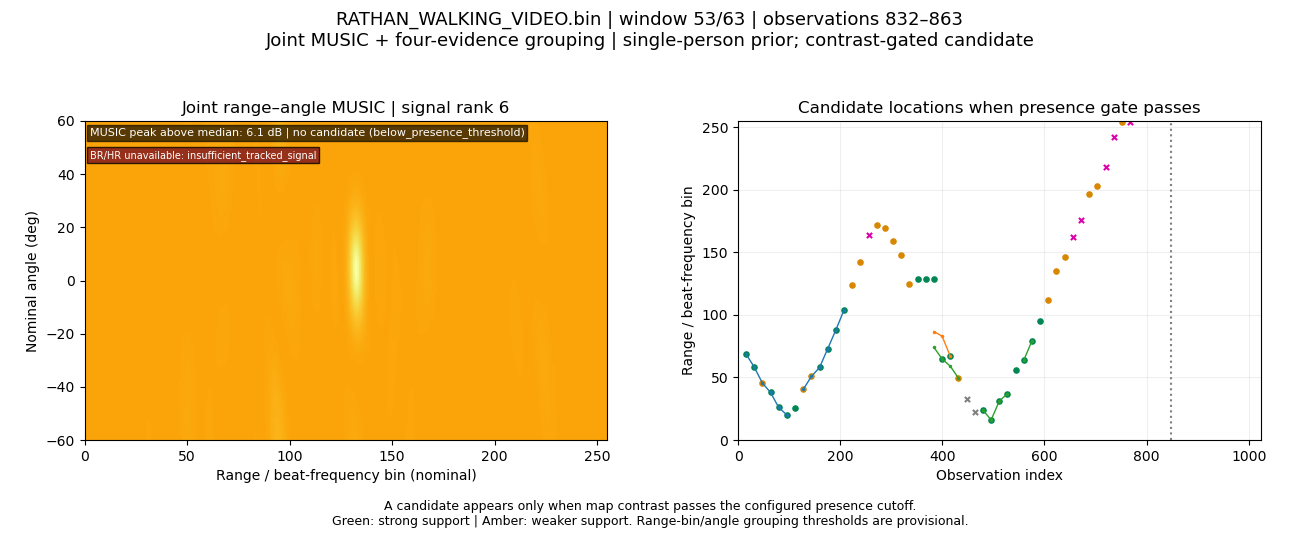 RATHAN_WALKING_VIDEO.bin | window 53/63 | observations 832–863
Joint MUSIC + four-evidence grouping | single-person prior; contrast-gated candidate
Joint range–angle MUSIC | signal rank 6
MUSIC peak above median: 6.1 dB | no candidate (below_presence_threshold)
BR/HR unavailable: insufficient_tracked_signal
60
40
20
0
−20
−40
−60
Nominal angle (deg)
0
50
100
150
200
250
Range / beat-frequency bin (nominal)
Candidate locations when presence gate passes
250
200
150
100
50
0
Range / beat-frequency bin
0
200
400
600
800
1000
Observation index
A candidate appears only when map contrast passes the configured presence cutoff.
Green: strong support | Amber: weaker support. Range-bin/angle grouping thresholds are provisional.